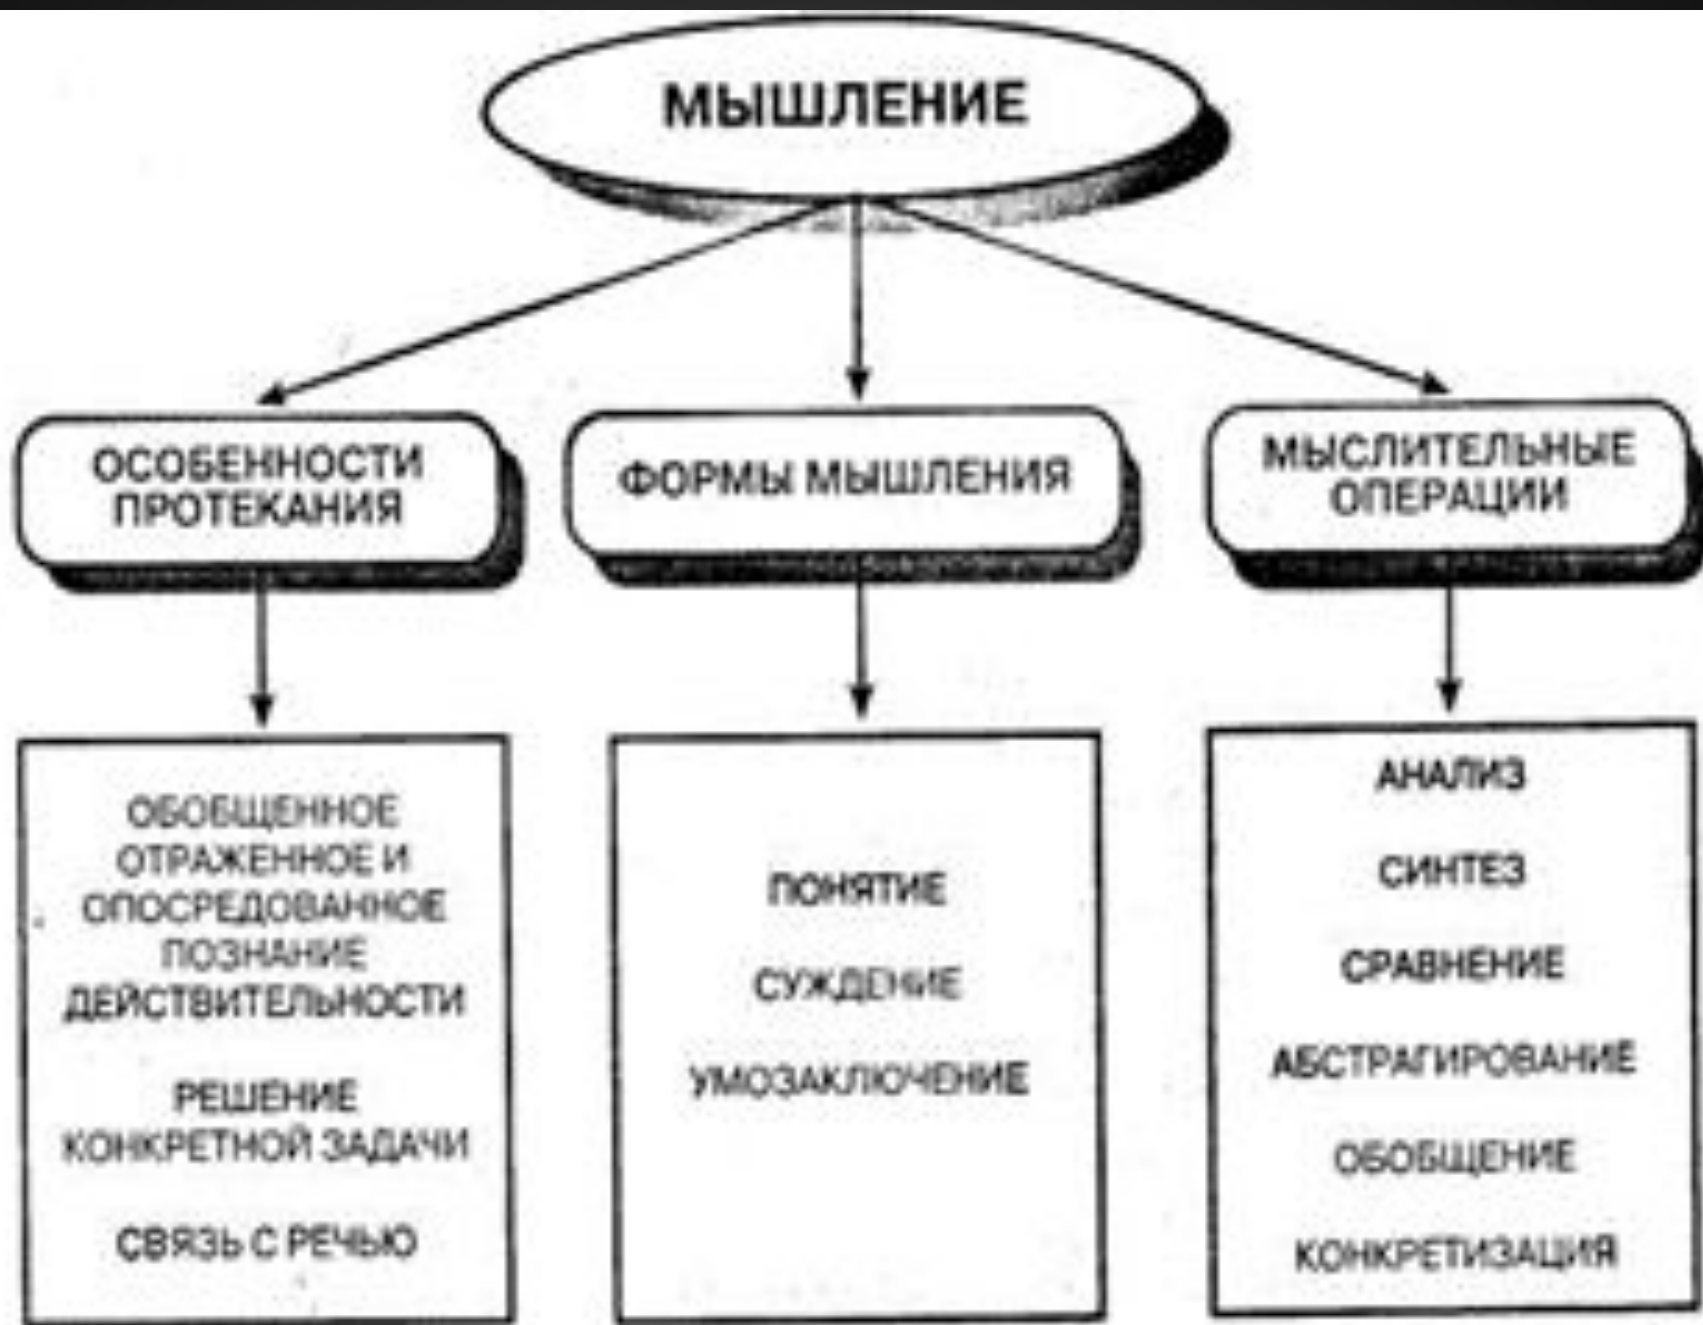 МЫШЛЕНИЕ
ОСОБЕННОСТИ
ПРОТЕКАНИЯ
ФОРМЫ МЫШЛЕНИЯ
МЫСЛИТЕЛЬНЫЕ
ОПЕРАЦИИ
ОБОБЩЕННОЕ
ОТРАЖЕННОЕ И
ОПОСРЕДОВАННОЕ
ПОЗНАНИЕ
ДЕЙСТВИТЕЛЬНОСТИ
РЕШЕНИЕ
КОНКРЕТНОЙ ЗАДАЧИ
СВЯЗЬ С РЕЧЬЮ
ПОНЯТИЕ
СУЖДЕНИЕ
УМОЗАКЛЮЧЕНИЕ
АНАЛИЗ
СИНТЕЗ
СРАВНЕНИЕ
АБСТРАГИРОВАНИЕ
ОБОБЩЕНИЕ
КОНКРЕТИЗАЦИЯ